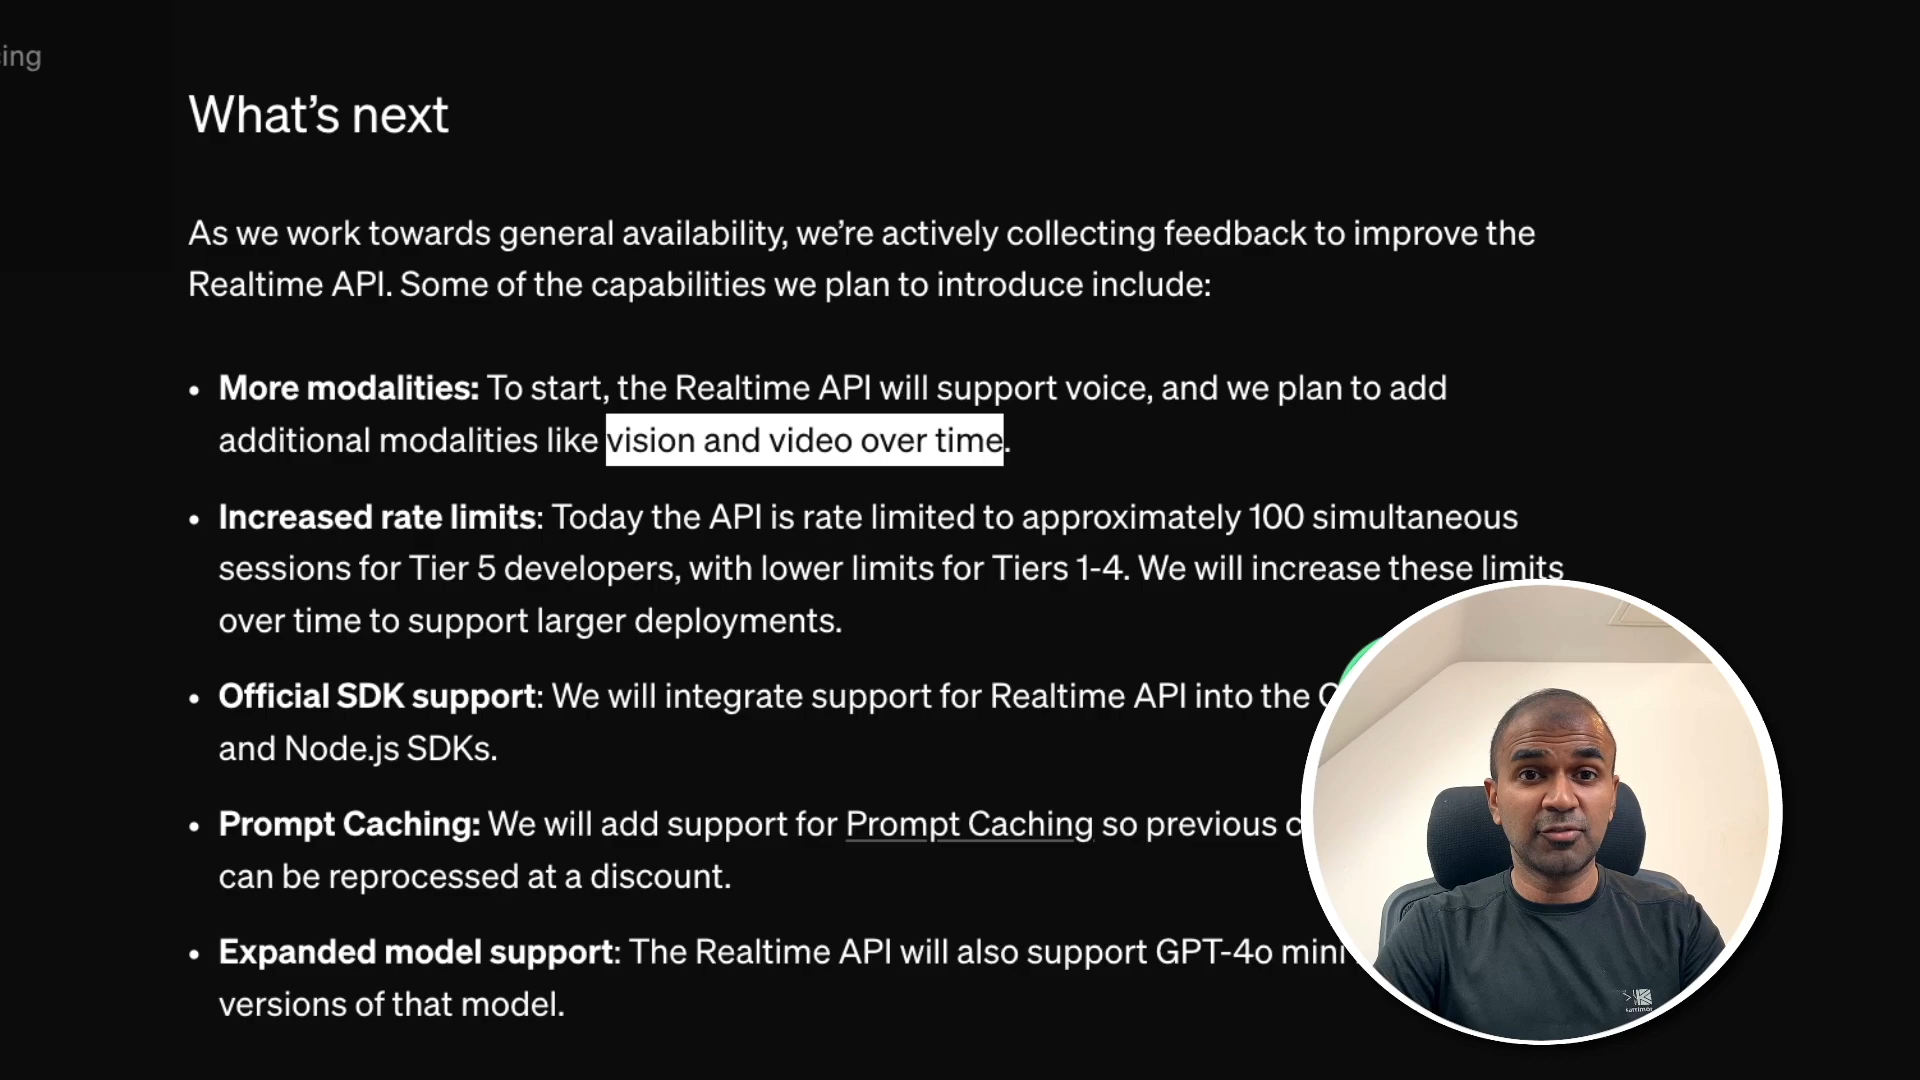 ing
What's next
As we work towards general availability, we're actively collecting feedback to improve the
Realtime API. Some of the capabilities we plan to introduce include:
• More modalities: To start, the Realtime API will support voice, and we plan to add
additional modalities like vision and video over time.
• Increased rate limits: Today the API is rate limited to approximately 100 simultaneous
sessions for Tier 5 developers, with lower limits for Tiers 1-4. We will increase these limits
over time to support larger deployments.
• Official SDK support: We will integrate support for Realtime API into the
and Node.js SDKs.
• Prompt Caching: We will add support for Prompt Caching so previous c
can be reprocessed at a discount.
• Expanded model support: The Realtime API will also support GPT-4o mini
versions of that model.